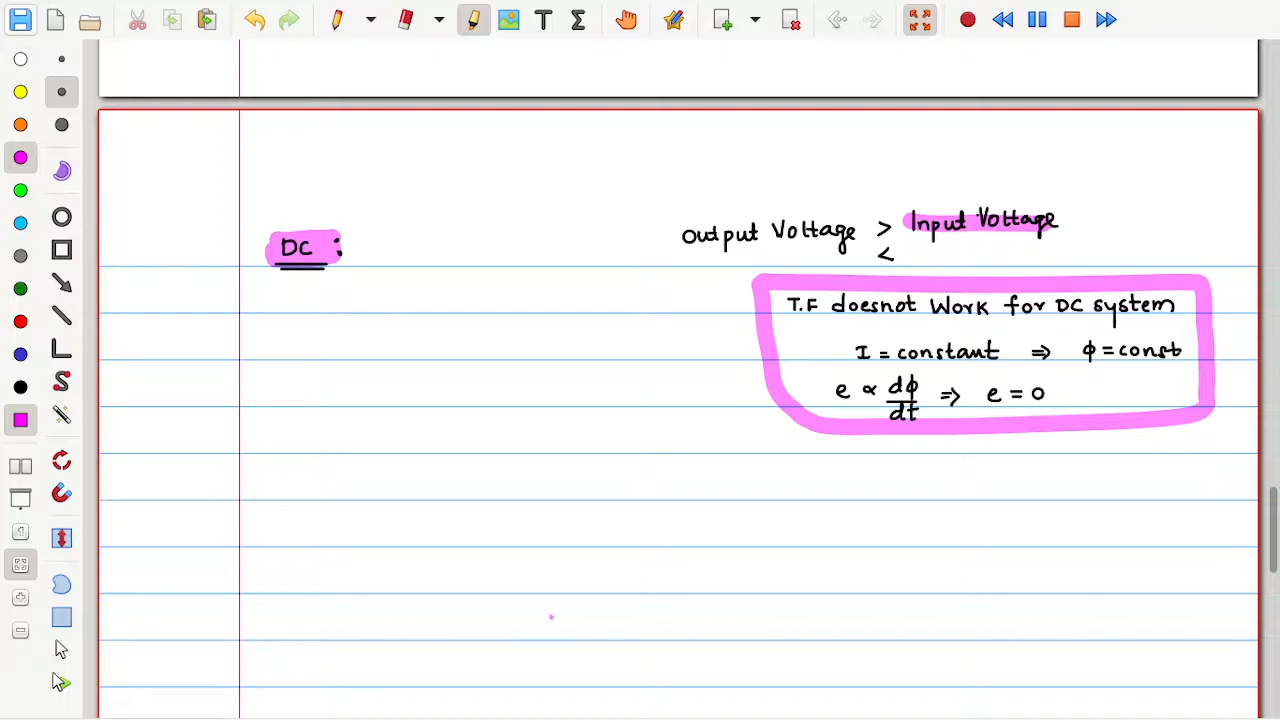 Output Voltage > Input Voltage
<
DC :
T.F doesnot Work for DC system
I = constant ⇒ ϕ = const
e ∝ dϕ/dt ⇒ e = 0